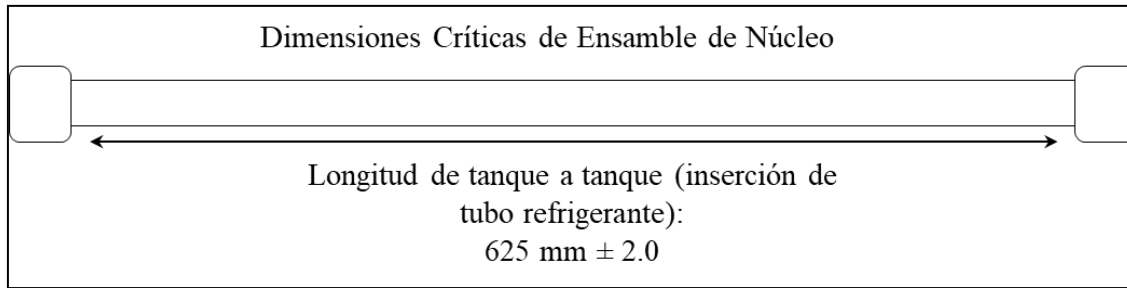 Dimensiones Críticas de Ensamble de Núcleo
Longitud de tanque a tanque (inserción de
tubo refrigerante):
625 mm ± 2.0